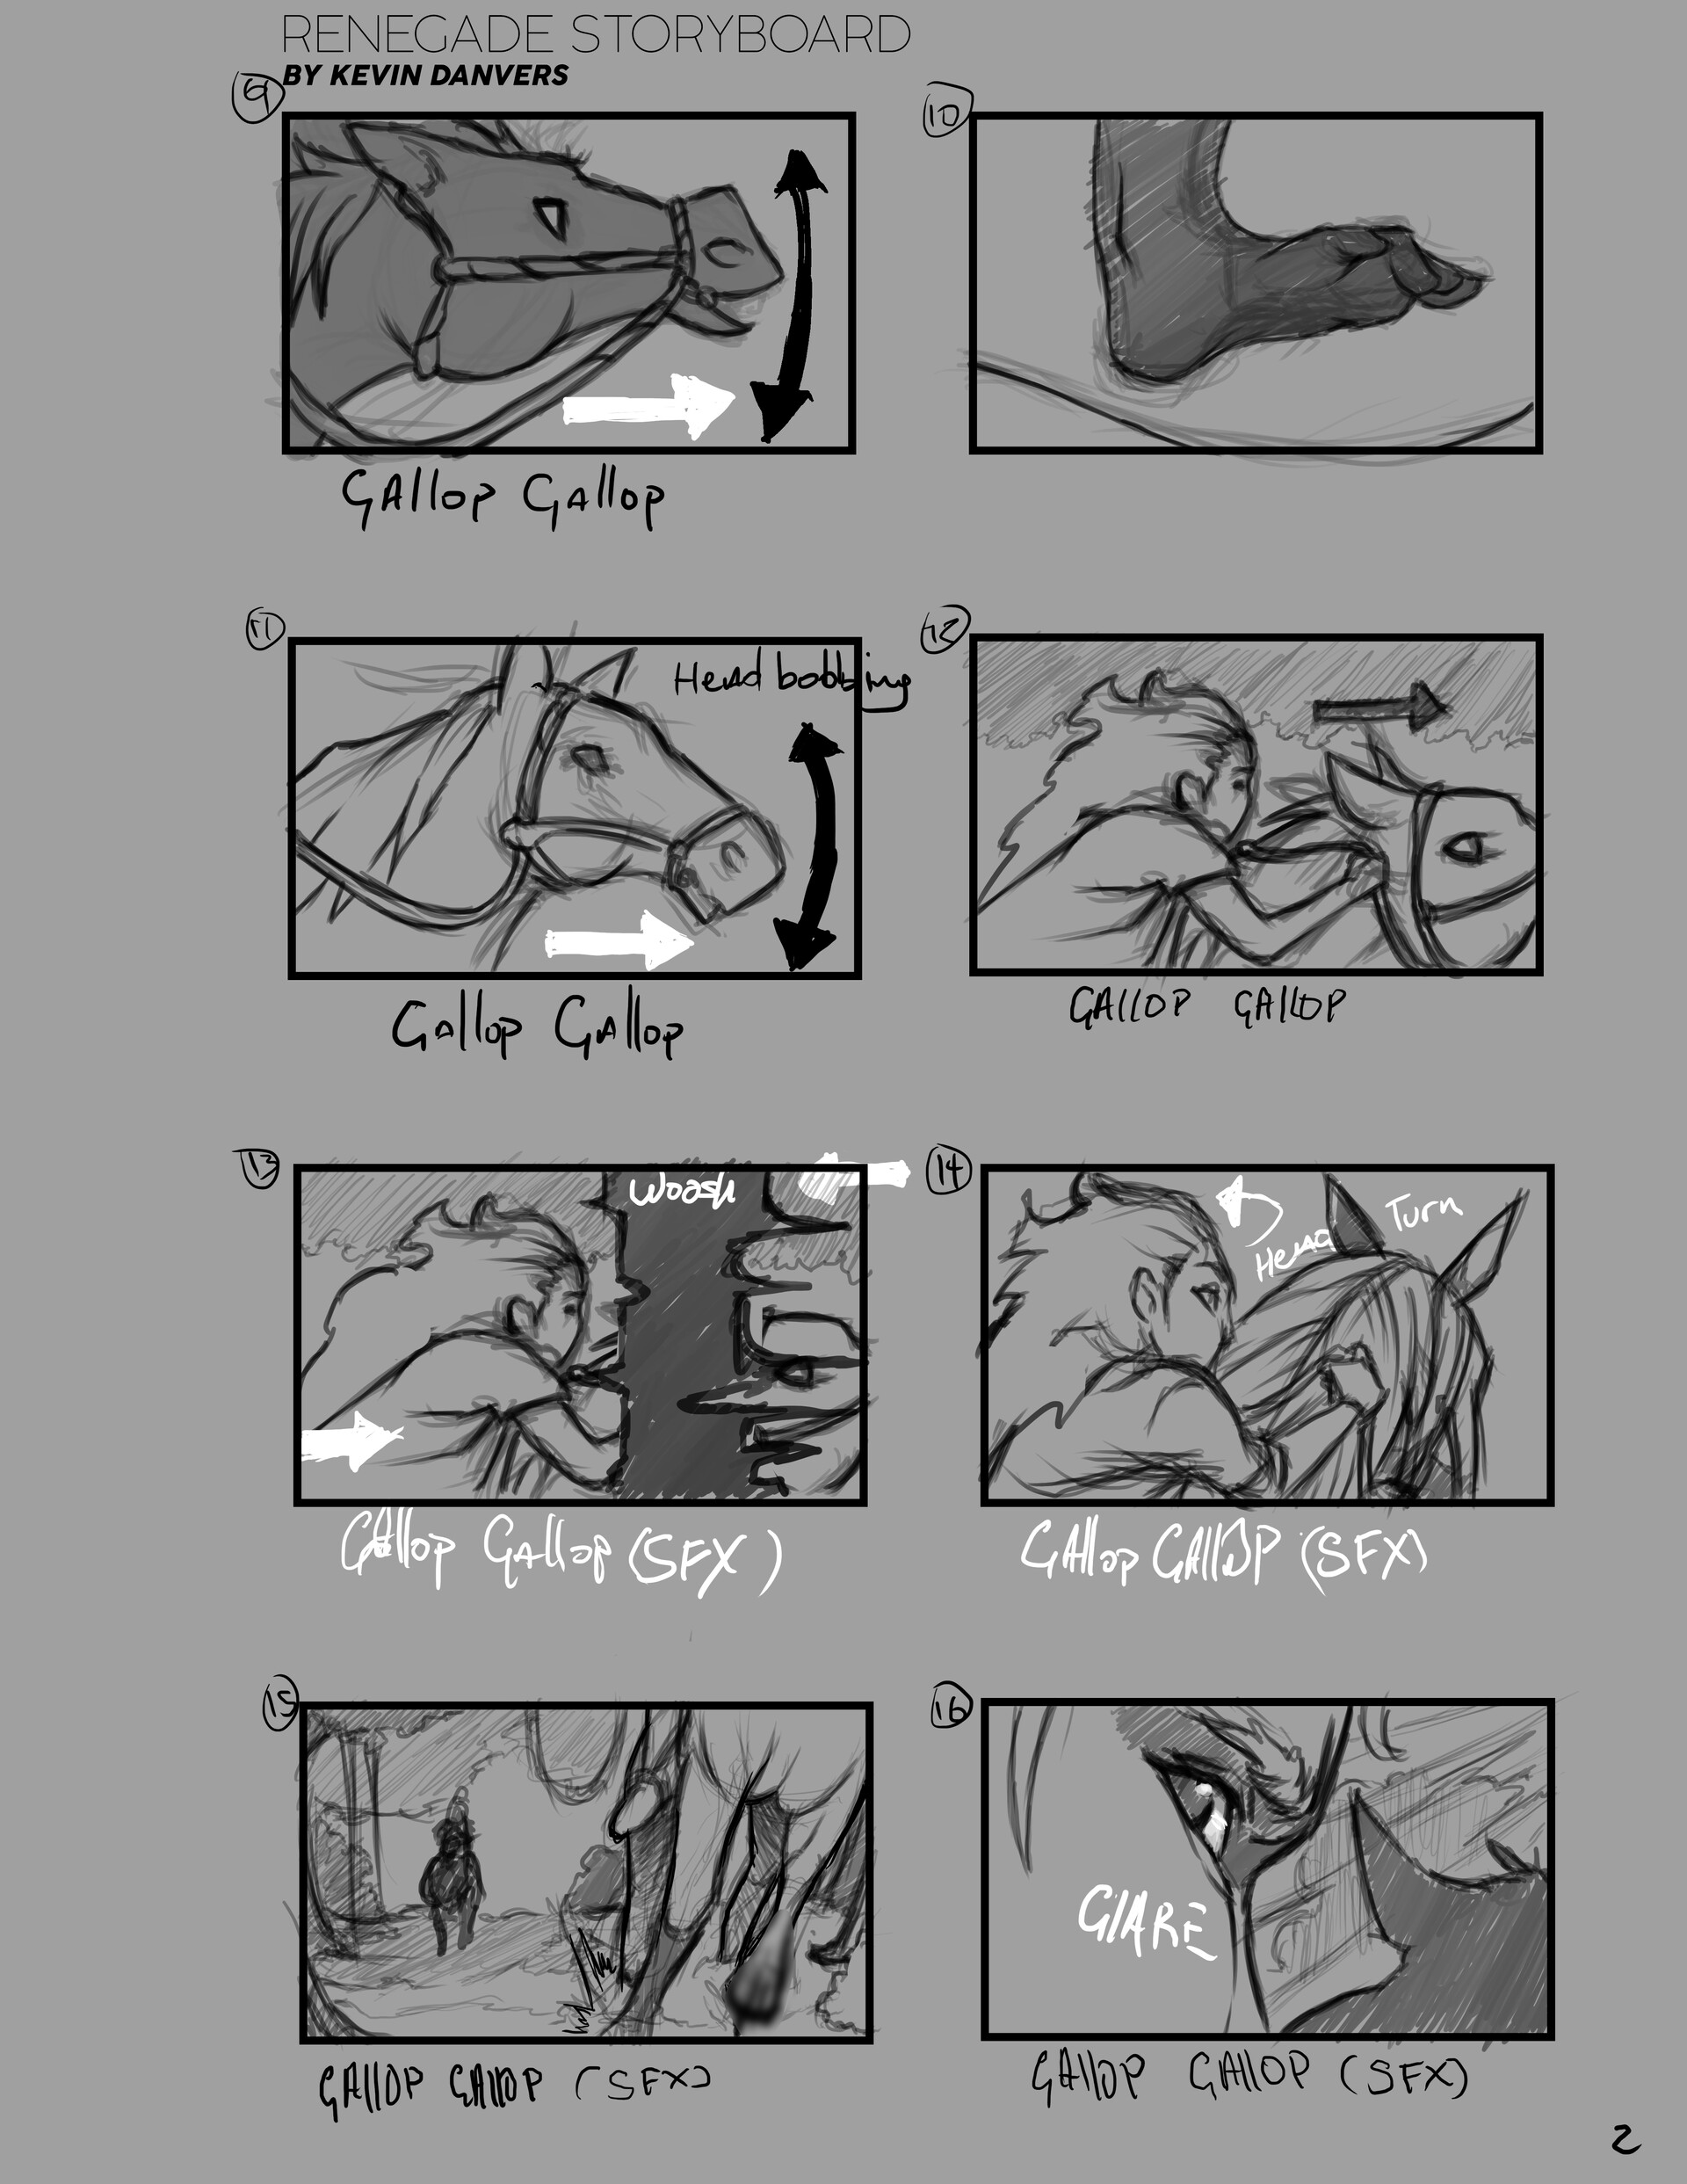 RENEGADE STORYBOARD
BY KEVIN DANVERS
9
10
GAllop GAllop
11
Head bobbing
12
Gallop Gallop
GAllOP GAllOP
13
Woash
14
Head Turn
GAllop GAllop (SFX)
GAllop GAllOP (SFX)
15
16
GlARE
GAllOP GAllOP (SFX)
GAllOP GAllOP (SFX)
2